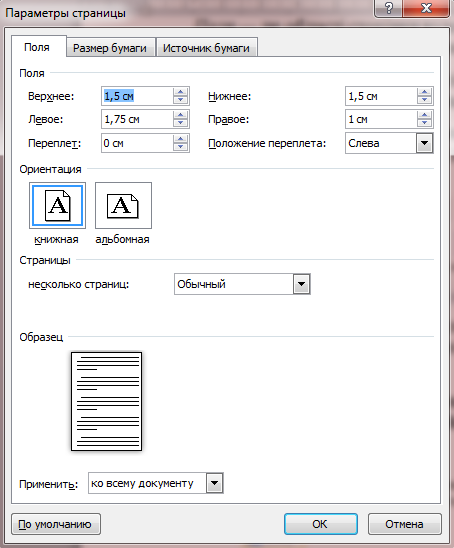 Параметры страницы
Поля Размер бумаги Источник бумаги
Поля
Верхнее: 1,5 см Нижнее: 1,5 см
Левое: 1,75 см Правое: 1 см
Переплет: 0 см Положение переплета: Слева
Ориентация
A A
книжная альбомная
Страницы
несколько страниц: Обычный
Образец
Применить: ко всему документу
По умолчанию ОК Отмена